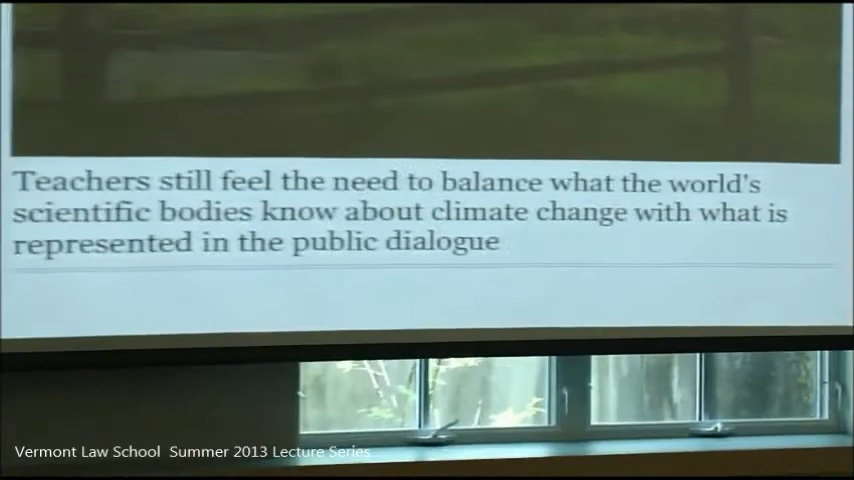 Teachers still feel the need to balance what the world's
scientific bodies know about climate change with what is
represented in the public dialogue
Vermont Law School  Summer 2013 Lecture Series